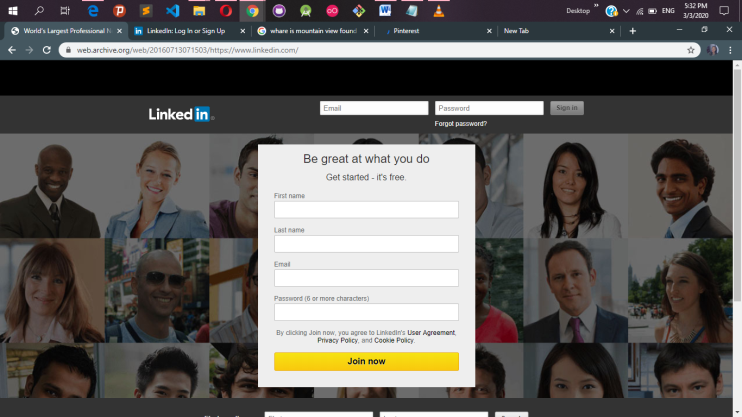 Desktop
ENG
5:32 PM
3/3/2020
World's Largest Professional N
LinkedIn: Log In or Sign Up
whare is mountain view found
Pinterest
New Tab
web.archive.org/web/20160713071503/https://www.linkedin.com/
Linked in
Email
Password
Sign in
Forgot password?
Be great at what you do
Get started - it's free.
First name
Last name
Email
Password (6 or more characters)
By clicking Join now, you agree to LinkedIn's User Agreement,
Privacy Policy, and Cookie Policy.
Join now